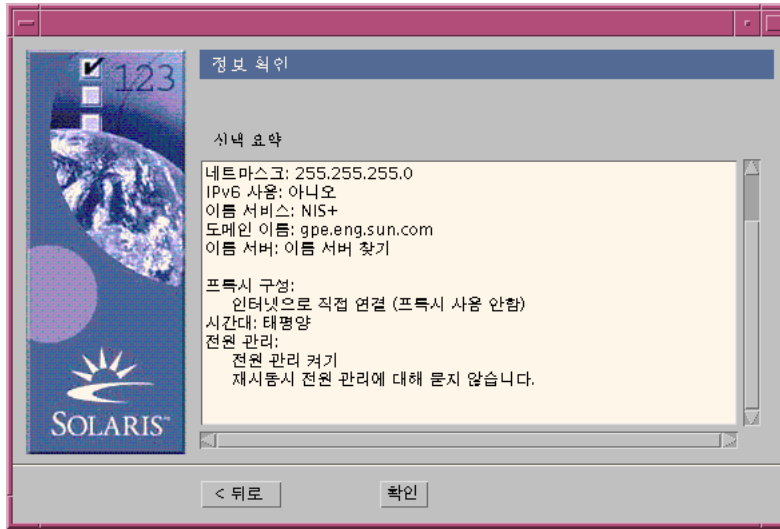 123
정보 확인
선택 요약
네트마스크: 255.255.255.0
IPv6 사용: 아니오
이름 서비스: NIS+
도메인 이름: gpe.eng.sun.com
이름 서버: 이름 서버 찾기
프록시 구성:
인터넷으로 직접 연결 (프록시 사용 안함)
시간대: 태평양
전원 관리:
전원 관리 켜기
재시동시 전원 관리에 대해 묻지 않습니다.
SOLARIS™
< 뒤로
확인